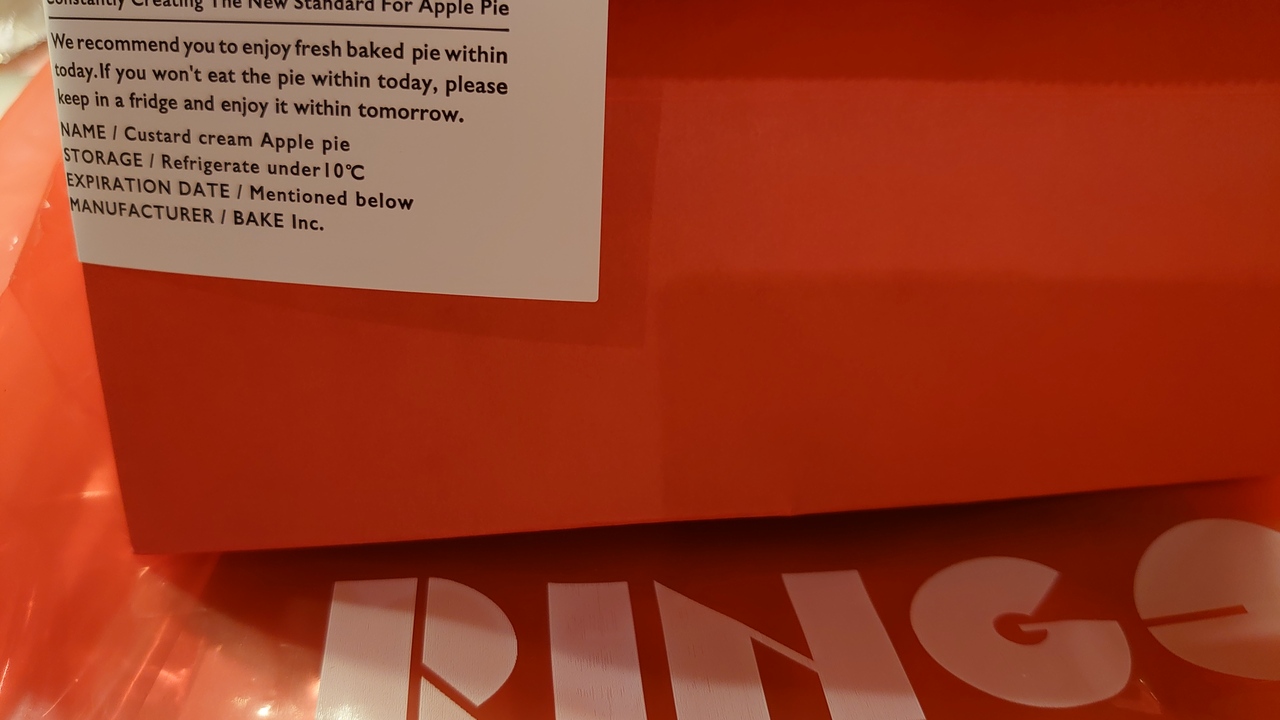 Constantly Creating The New Standard For Apple Pie
We recommend you to enjoy fresh baked pie within
today.If you won't eat the pie within today, please
keep in a fridge and enjoy it within tomorrow.
NAME / Custard cream Apple pie
STORAGE / Refrigerate under10℃
EXPIRATION DATE / Mentioned below
MANUFACTURER / BAKE Inc.
RINGO